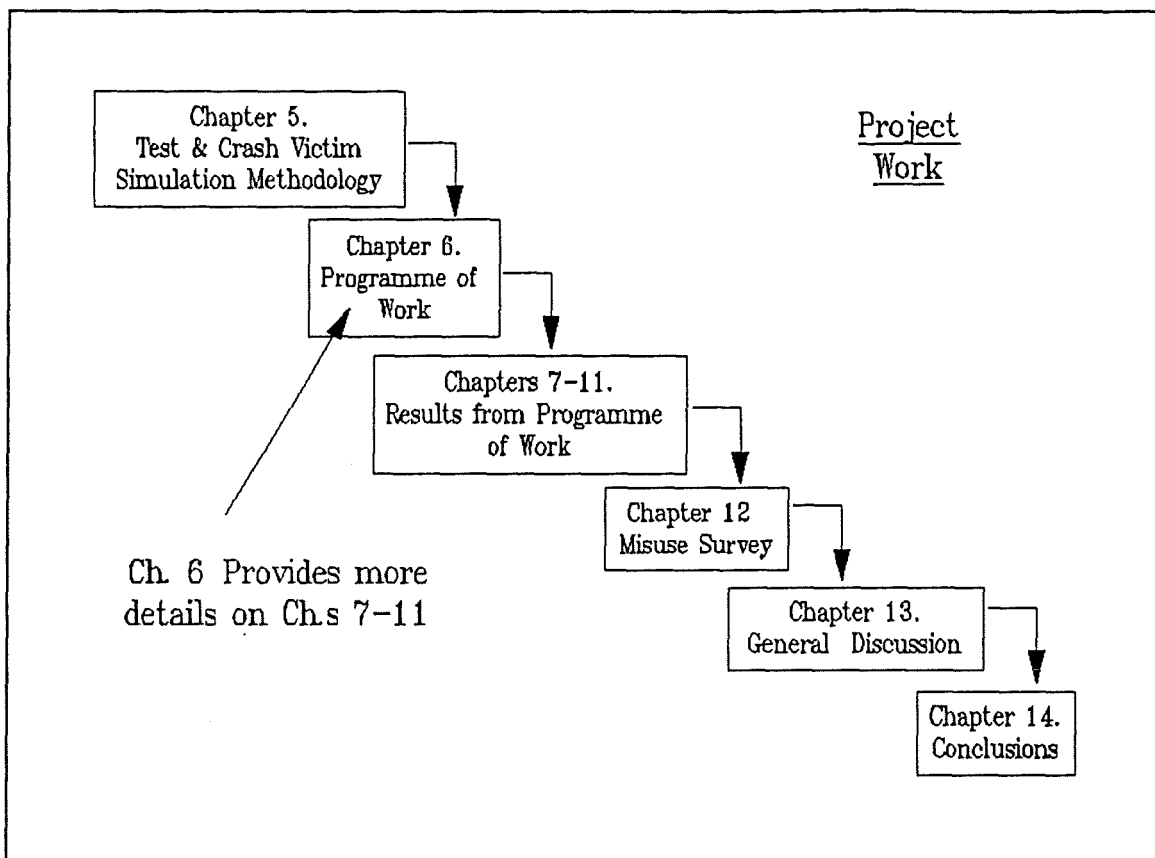 Project
Work
Chapter 5.
Test & Crash Victim
Simulation Methodology
Chapter 6.
Programme of
Work
Chapters 7-11.
Results from Programme
of Work
Chapter 12
Misuse Survey
Chapter 13.
General Discussion
Chapter 14.
Conclusions
Ch. 6 Provides more
details on Ch.s 7-11